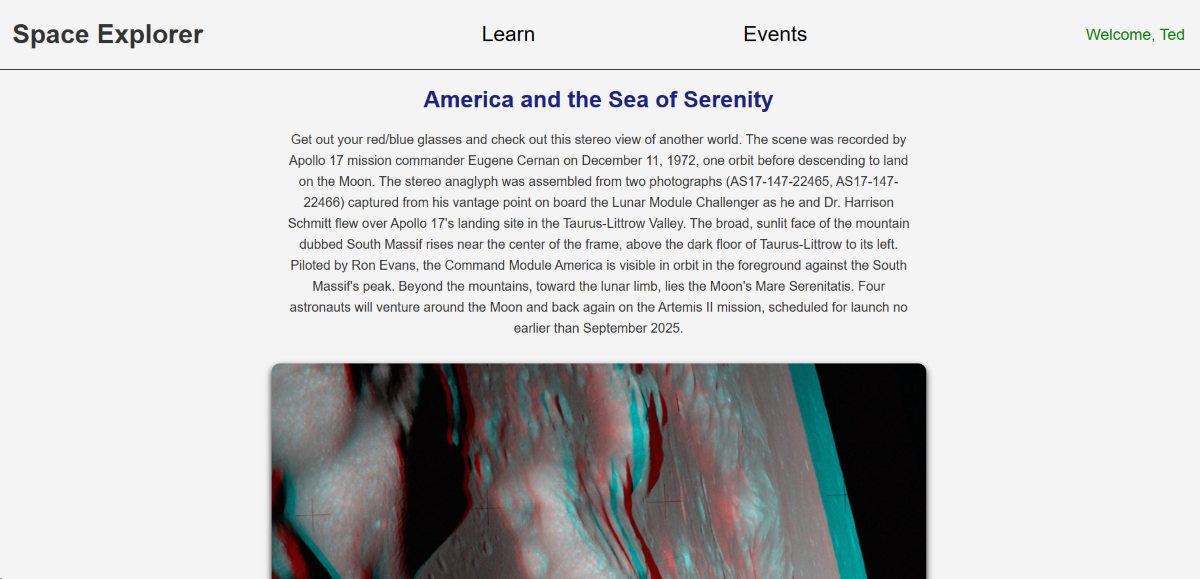 Space Explorer
Learn
Events
Welcome, Ted
America and the Sea of Serenity
Get out your red/blue glasses and check out this stereo view of another world. The scene was recorded by
Apollo 17 mission commander Eugene Cernan on December 11, 1972, one orbit before descending to land
on the Moon. The stereo anaglyph was assembled from two photographs (AS17-147-22465, AS17-147-
22466) captured from his vantage point on board the Lunar Module Challenger as he and Dr. Harrison
Schmitt flew over Apollo 17's landing site in the Taurus-Littrow Valley. The broad, sunlit face of the mountain
dubbed South Massif rises near the center of the frame, above the dark floor of Taurus-Littrow to its left.
Piloted by Ron Evans, the Command Module America is visible in orbit in the foreground against the South
Massif's peak. Beyond the mountains, toward the lunar limb, lies the Moon's Mare Serenitatis. Four
astronauts will venture around the Moon and back again on the Artemis II mission, scheduled for launch no
earlier than September 2025.